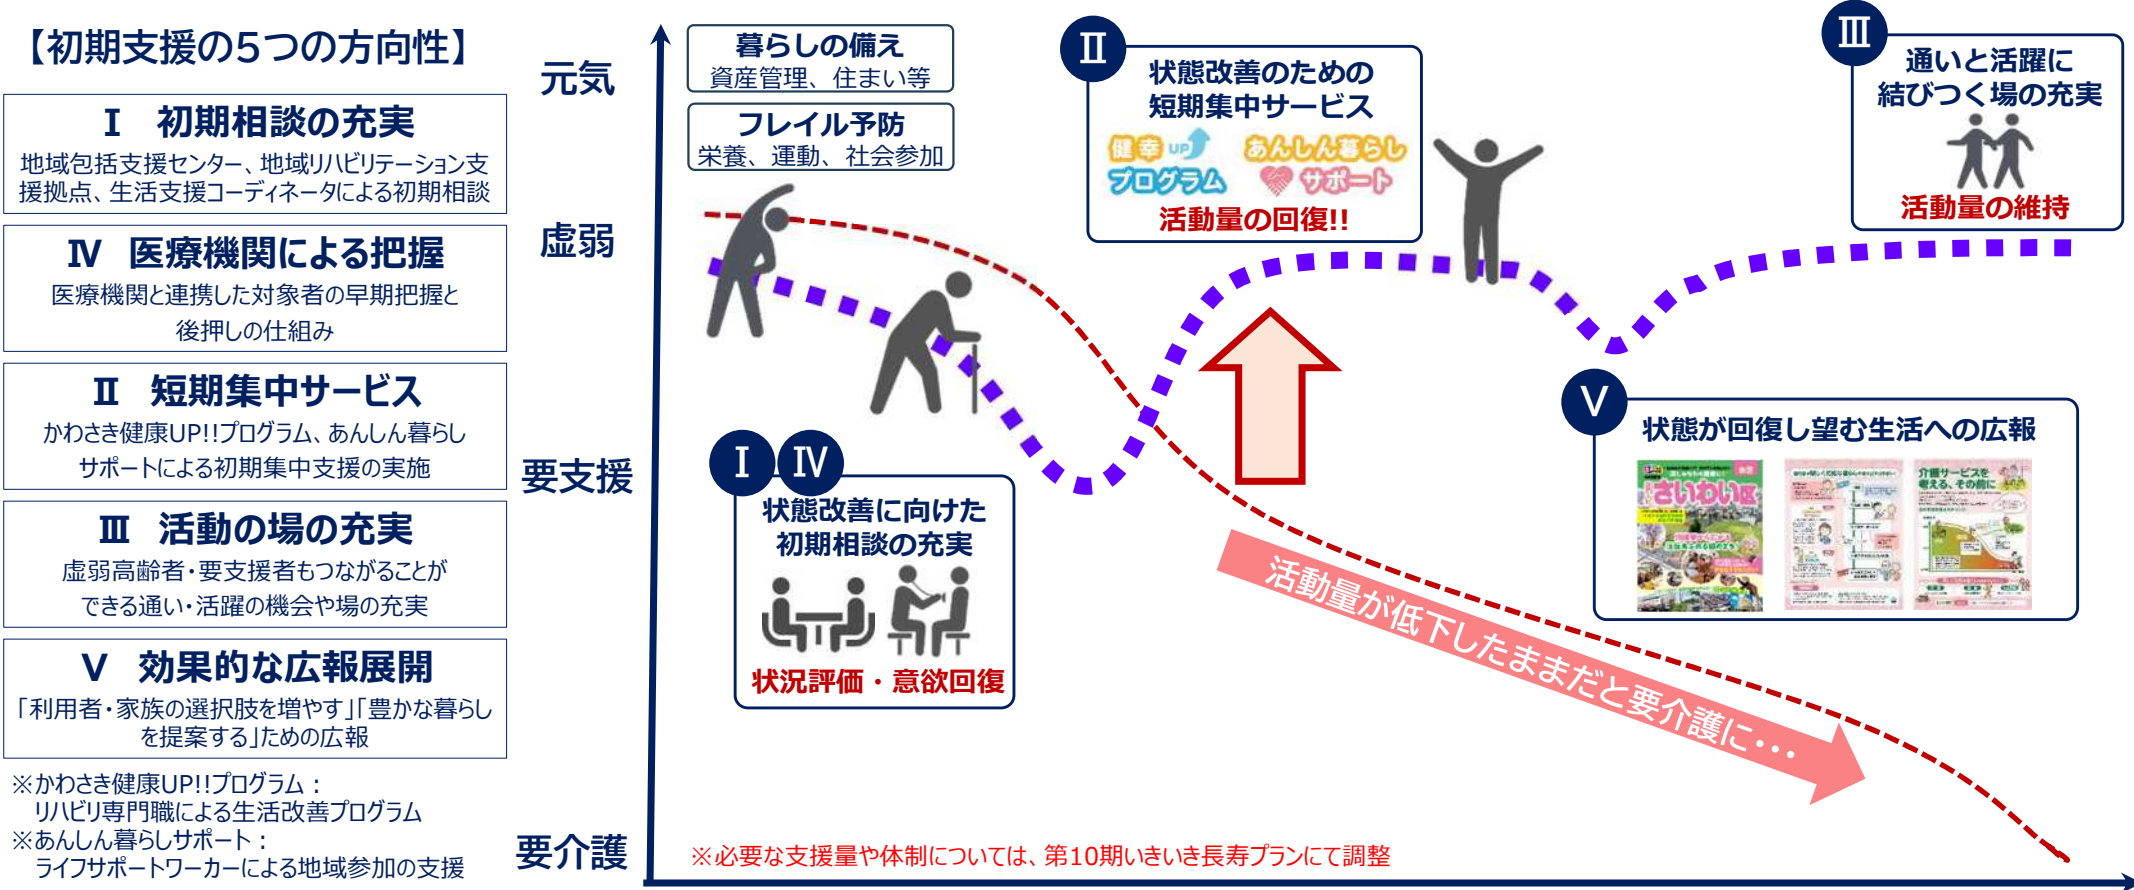 【初期支援の5つの方向性】
Ⅰ 初期相談の充実
地域包括支援センター、地域リハビリテーション支
援拠点、生活支援コーディネータによる初期相談
Ⅳ 医療機関による把握
医療機関と連携した対象者の早期把握と
後押しの仕組み
Ⅱ 短期集中サービス
かわさき健康UP!!プログラム、あんしん暮らし
サポートによる初期集中支援の実施
Ⅲ 活動の場の充実
虚弱高齢者・要支援者もつながることが
できる通い・活躍の機会や場の充実
Ⅴ 効果的な広報展開
「利用者・家族の選択肢を増やす」「豊かな暮らし
を提案する」ための広報
※かわさき健康UP!!プログラム：
リハビリ専門職による生活改善プログラム
※あんしん暮らしサポート：
ライフサポートワーカーによる地域参加の支援
元気
虚弱
要支援
要介護
暮らしの備え
資産管理、住まい等
フレイル予防
栄養、運動、社会参加
Ⅰ Ⅳ
状態改善に向けた
初期相談の充実
状況評価・意欲回復
Ⅱ
状態改善のための
短期集中サービス
健幸UP
プログラム
あんしん暮らし
サポート
活動量の回復!!
Ⅲ
通いと活躍に
結びつく場の充実
活動量の維持
Ⅴ
状態が回復し望む生活への広報
さいわい区
介護サービスを
考える、その前に
活動量が低下したままだと要介護に・・・
※必要な支援量や体制については、第10期いきいき長寿プランにて調整